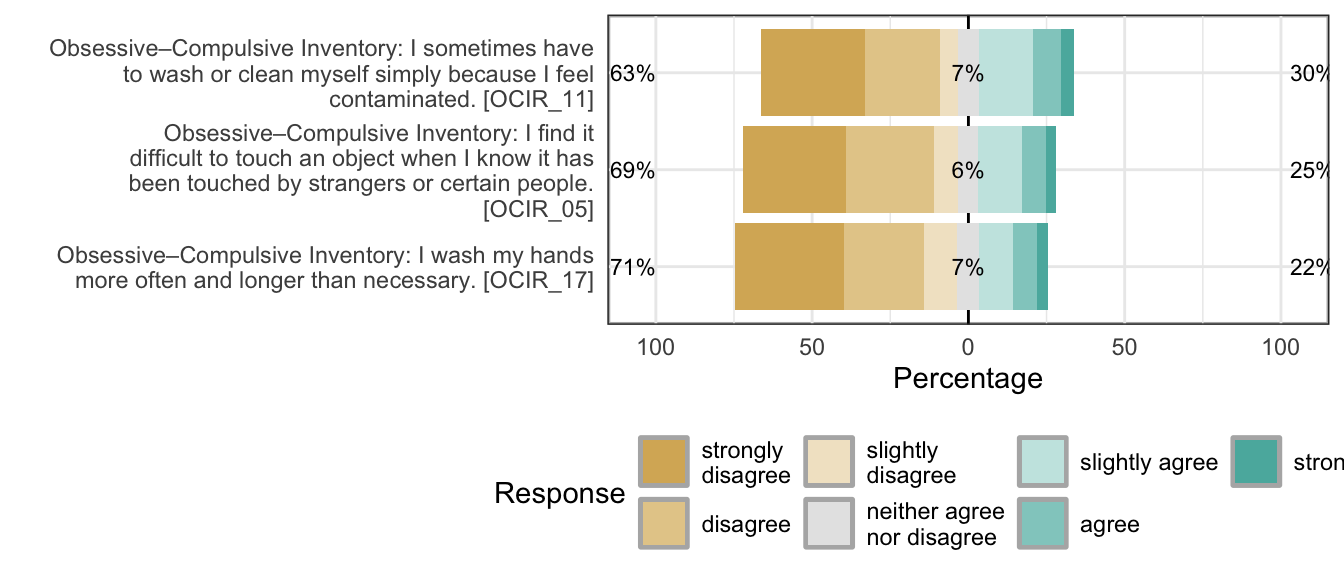 Obsessive–Compulsive Inventory: I sometimes have
to wash or clean myself simply because I feel
contaminated. [OCIR_11]
63% 7% 30%
Obsessive–Compulsive Inventory: I find it
difficult to touch an object when I know it has
been touched by strangers or certain people.
[OCIR_05]
69% 6% 25%
Obsessive–Compulsive Inventory: I wash my hands
more often and longer than necessary. [OCIR_17]
71% 7% 22%
100 50 0 50 100
Percentage
Response
strongly
disagree
disagree
slightly
disagree
neither agree
nor disagree
slightly agree
agree
stron